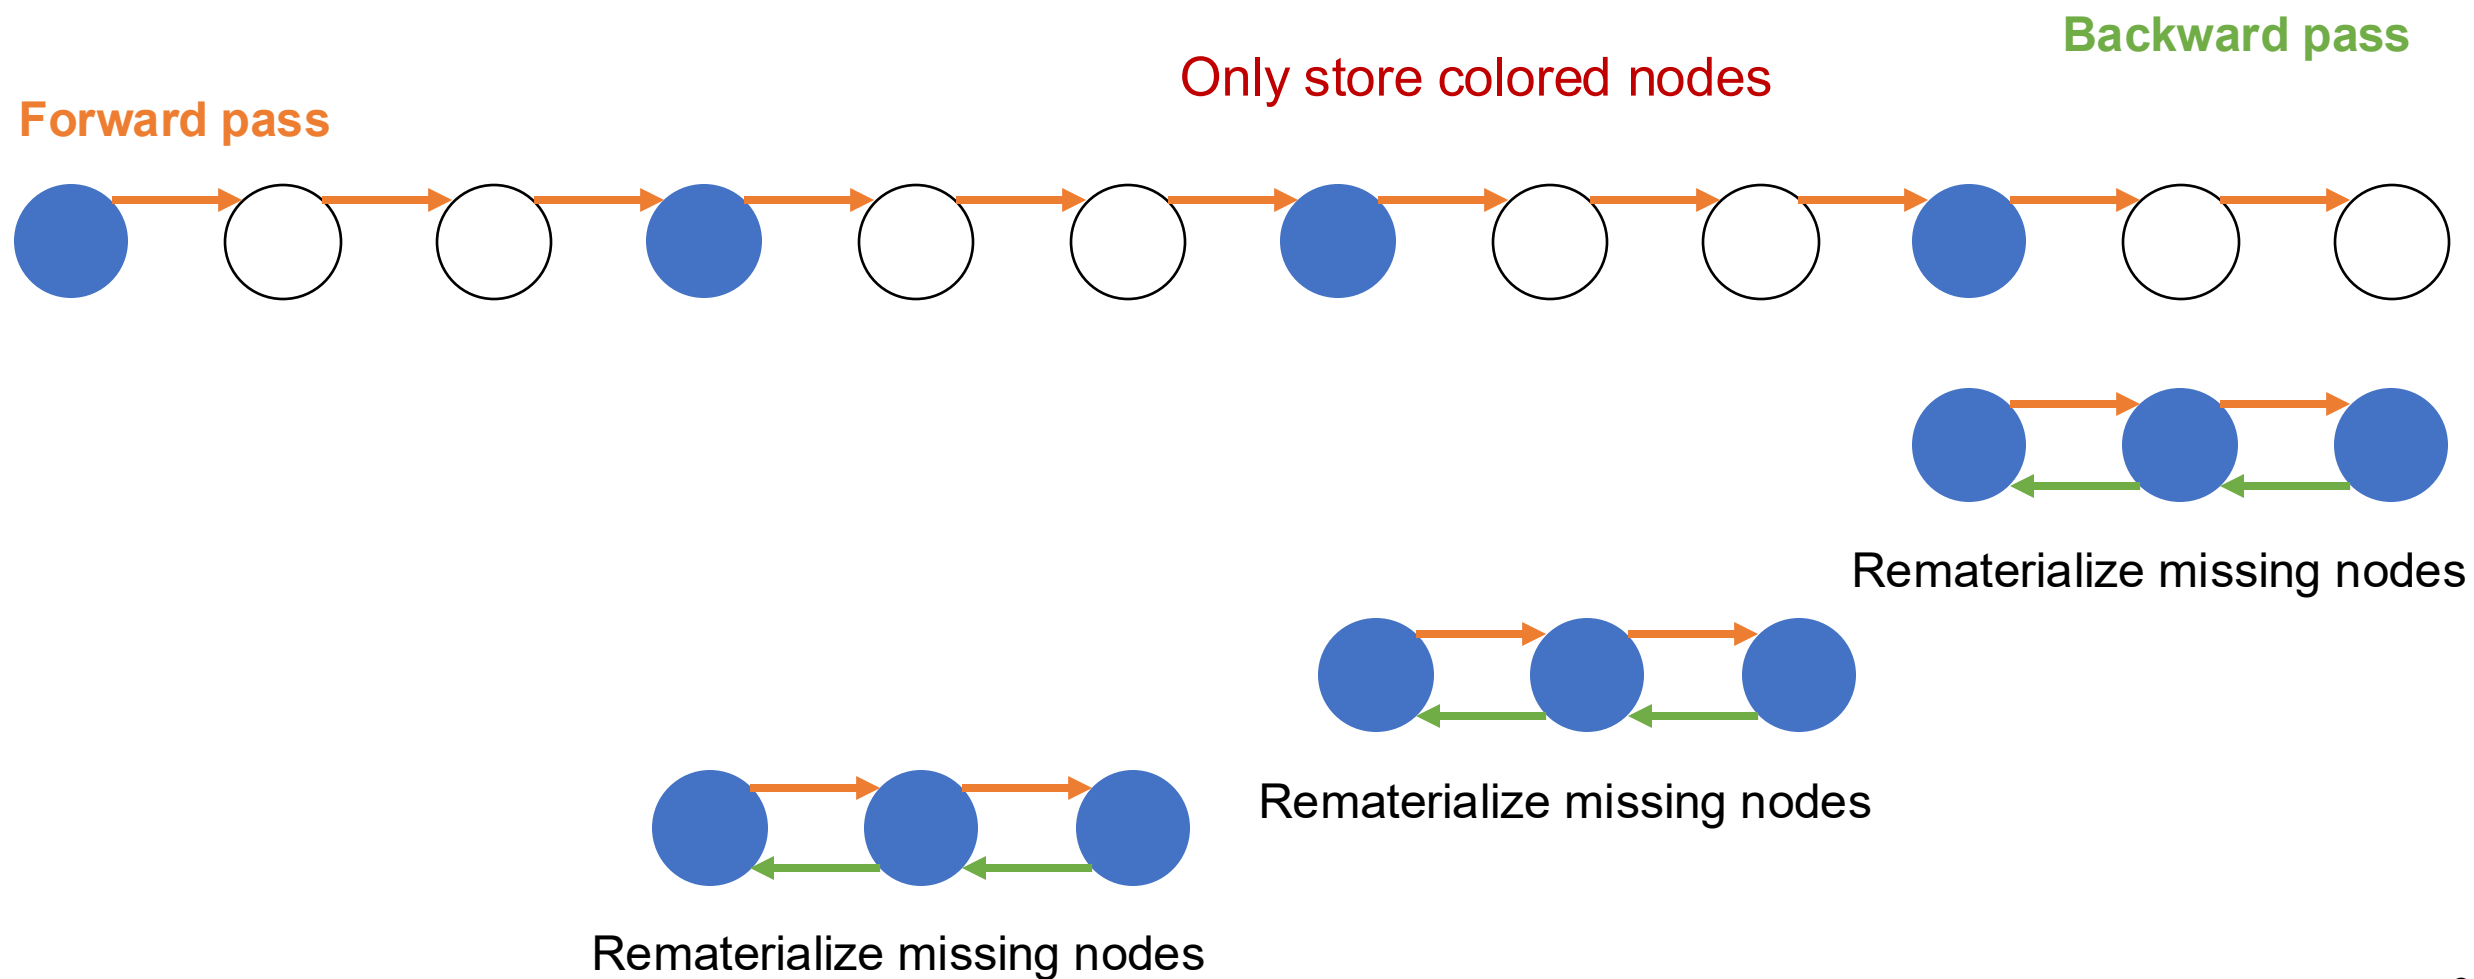 Backward pass
Only store colored nodes
Forward pass
Rematerialize missing nodes
Rematerialize missing nodes
Rematerialize missing nodes